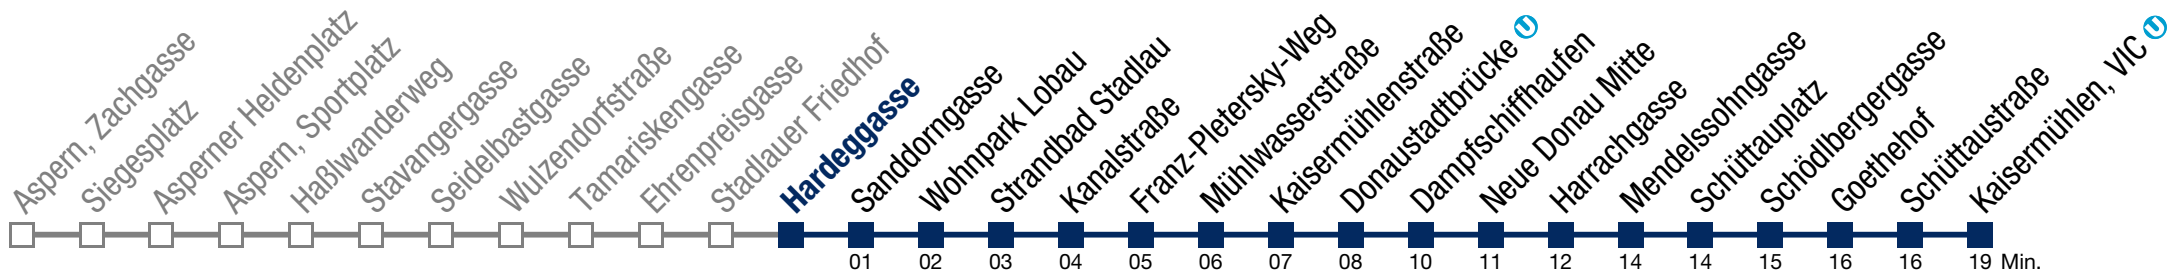 Aspern, Zachgasse
Siegesplatz
Asperner Heldenplatz
Aspern, Sportplatz
Haßlwanderweg
Stavangergasse
Seidelbastgasse
Wulzendorfstraße
Tamariskengasse
Ehrenpreisgasse
Stadlauer Friedhof
Hardeggasse
Sanddorngasse
Wohnpark Lobau
Strandbad Stadlau
Kanalstraße
Franz-Pletersky-Weg
Mühlwasserstraße
Kaisermühlenstraße
Donaustadtbrücke U
Dampfschiffhaufen
Neue Donau Mitte
Harrachgasse
Mendelssohngasse
Schüttauplatz
Schödlbergergasse
Goethehof
Schüttaustraße
Kaisermühlen, VIC U
01 02 03 04 05 06 07 08 10 11 12 14 14 15 16 16 19 Min.